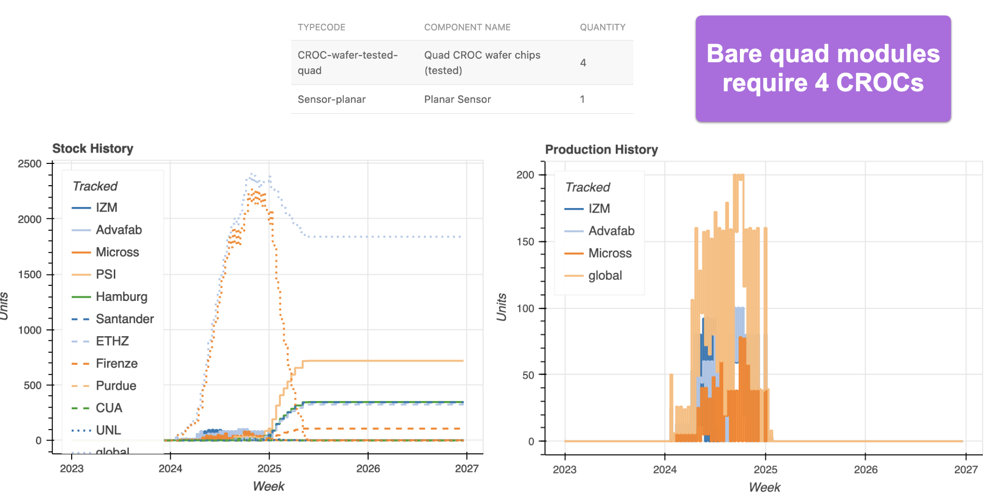 TYPECODE COMPONENT NAME QUANTITY
CROC-wafer-tested-quad Quad CROC wafer chips (tested) 4
Sensor-planar Planar Sensor 1
Bare quad modules
require 4 CROCs
Stock History
2500
2000
1500
1000
500
0
Units
Tracked
IZM
Advafab
Micross
PSI
Hamburg
Santander
ETHZ
Firenze
Purdue
CUA
UNL
global
2023 2024 2025 2026 2027
Week
Production History
200
150
100
50
0
Units
Tracked
IZM
Advafab
Micross
global
2023 2024 2025 2026 2027
Week